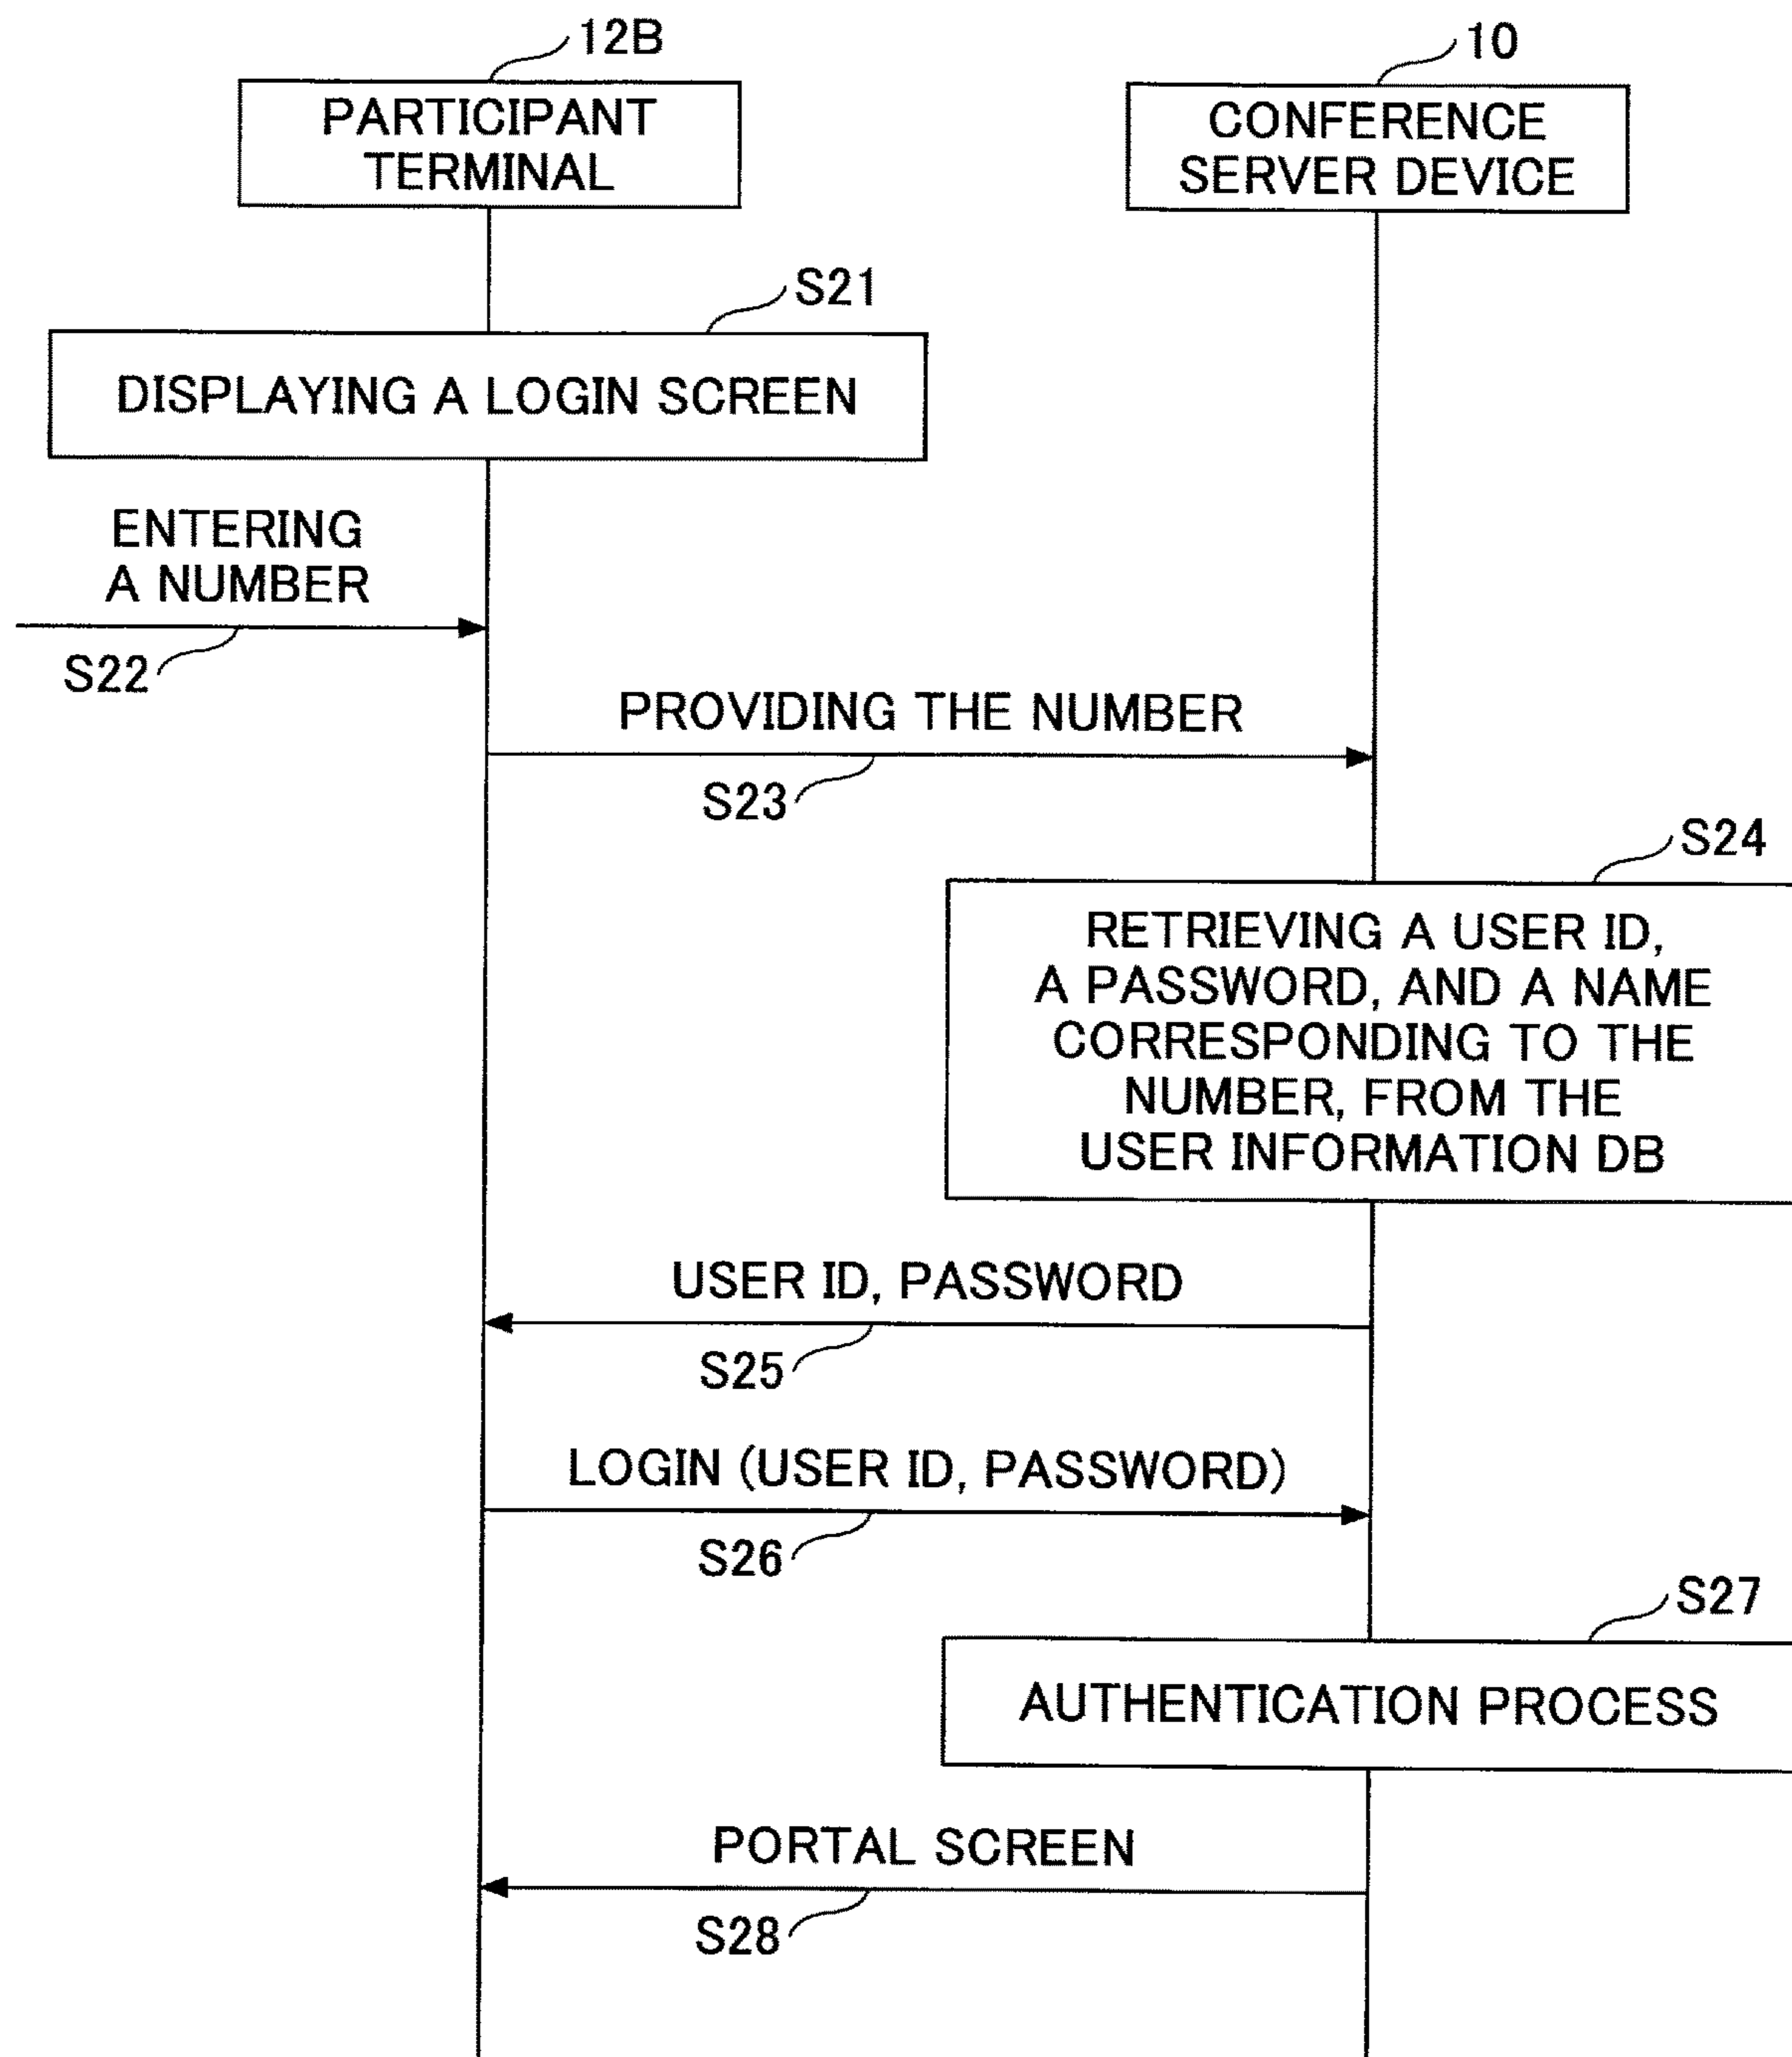 12B
10
PARTICIPANT
TERMINAL
CONFERENCE
SERVER DEVICE
S21
DISPLAYING A LOGIN SCREEN
ENTERING
A NUMBER
S22
PROVIDING THE NUMBER
S23
S24
RETRIEVING A USER ID,
A PASSWORD, AND A NAME
CORRESPONDING TO THE
NUMBER, FROM THE
USER INFORMATION DB
USER ID, PASSWORD
S25
LOGIN (USER ID, PASSWORD)
S26
S27
AUTHENTICATION PROCESS
PORTAL SCREEN
S28